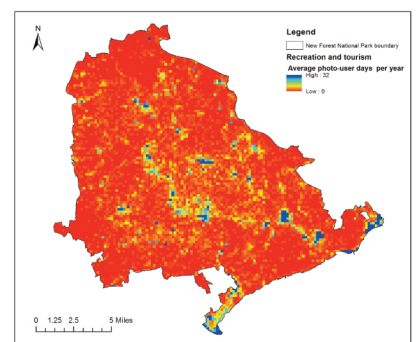 N
Legend
New Forest National Park boundary
Recreation and tourism
Average photo-user days per year
High : 32
Low : 0
0 1.25 2.5 5 Miles